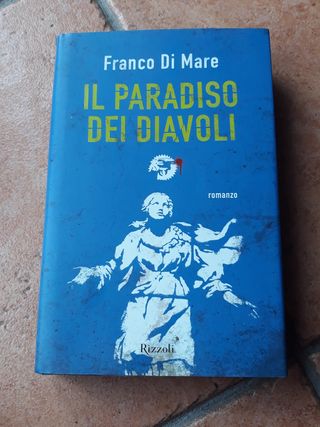 Franco Di Mare
IL PARADISO
DEI DIAVOLI
romanzo
Rizzoli